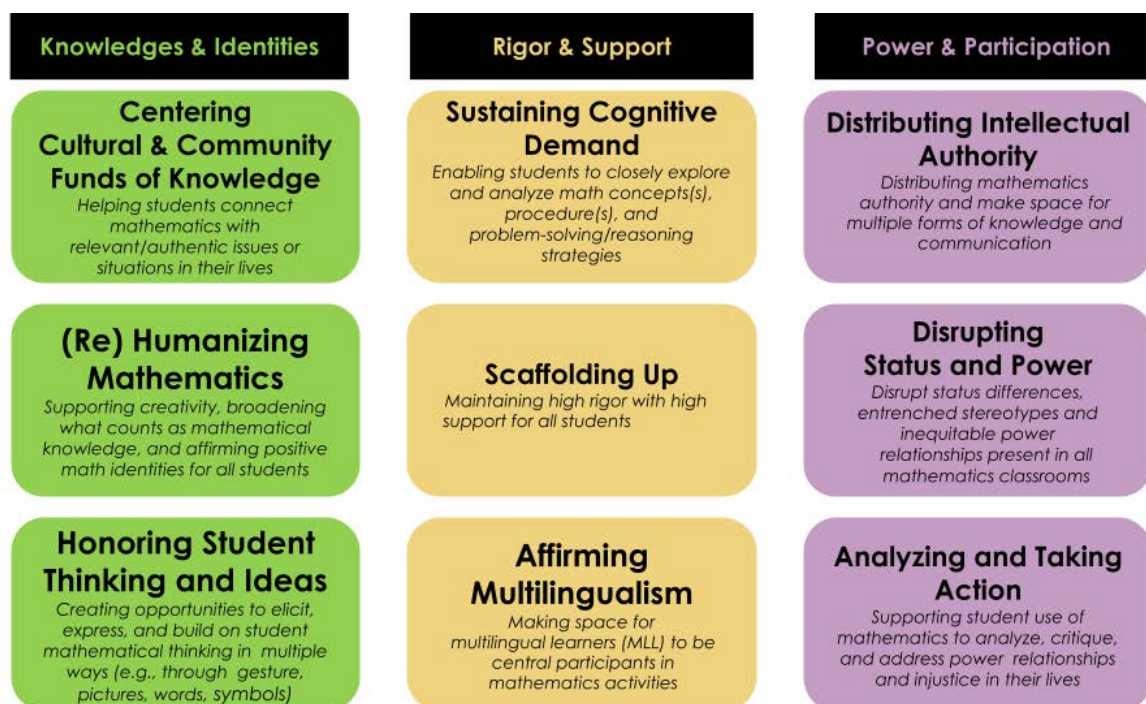 Knowledges & Identities
Centering
Cultural & Community
Funds of Knowledge
Helping students connect
mathematics with
relevant/authentic issues or
situations in their lives
(Re) Humanizing
Mathematics
Supporting creativity, broadening
what counts as mathematical
knowledge, and affirming positive
math identities for all students
Honoring Student
Thinking and Ideas
Creating opportunities to elicit,
express, and build on student
mathematical thinking in multiple
ways (e.g., through gesture,
pictures, words, symbols)
Rigor & Support
Sustaining Cognitive
Demand
Enabling students to closely explore
and analyze math concepts(s),
procedure(s), and
problem-solving/reasoning
strategies
Scaffolding Up
Maintaining high rigor with high
support for all students
Affirming
Multilingualism
Making space for
multilingual learners (MLL) to be
central participants in
mathematics activities
Power & Participation
Distributing Intellectual
Authority
Distributing mathematics
authority and make space for
multiple forms of knowledge and
communication
Disrupting
Status and Power
Disrupt status differences,
entrenched stereotypes and
inequitable power
relationships present in all
mathematics classrooms
Analyzing and Taking
Action
Supporting student use of
mathematics to analyze, critique,
and address power relationships
and injustice in their lives